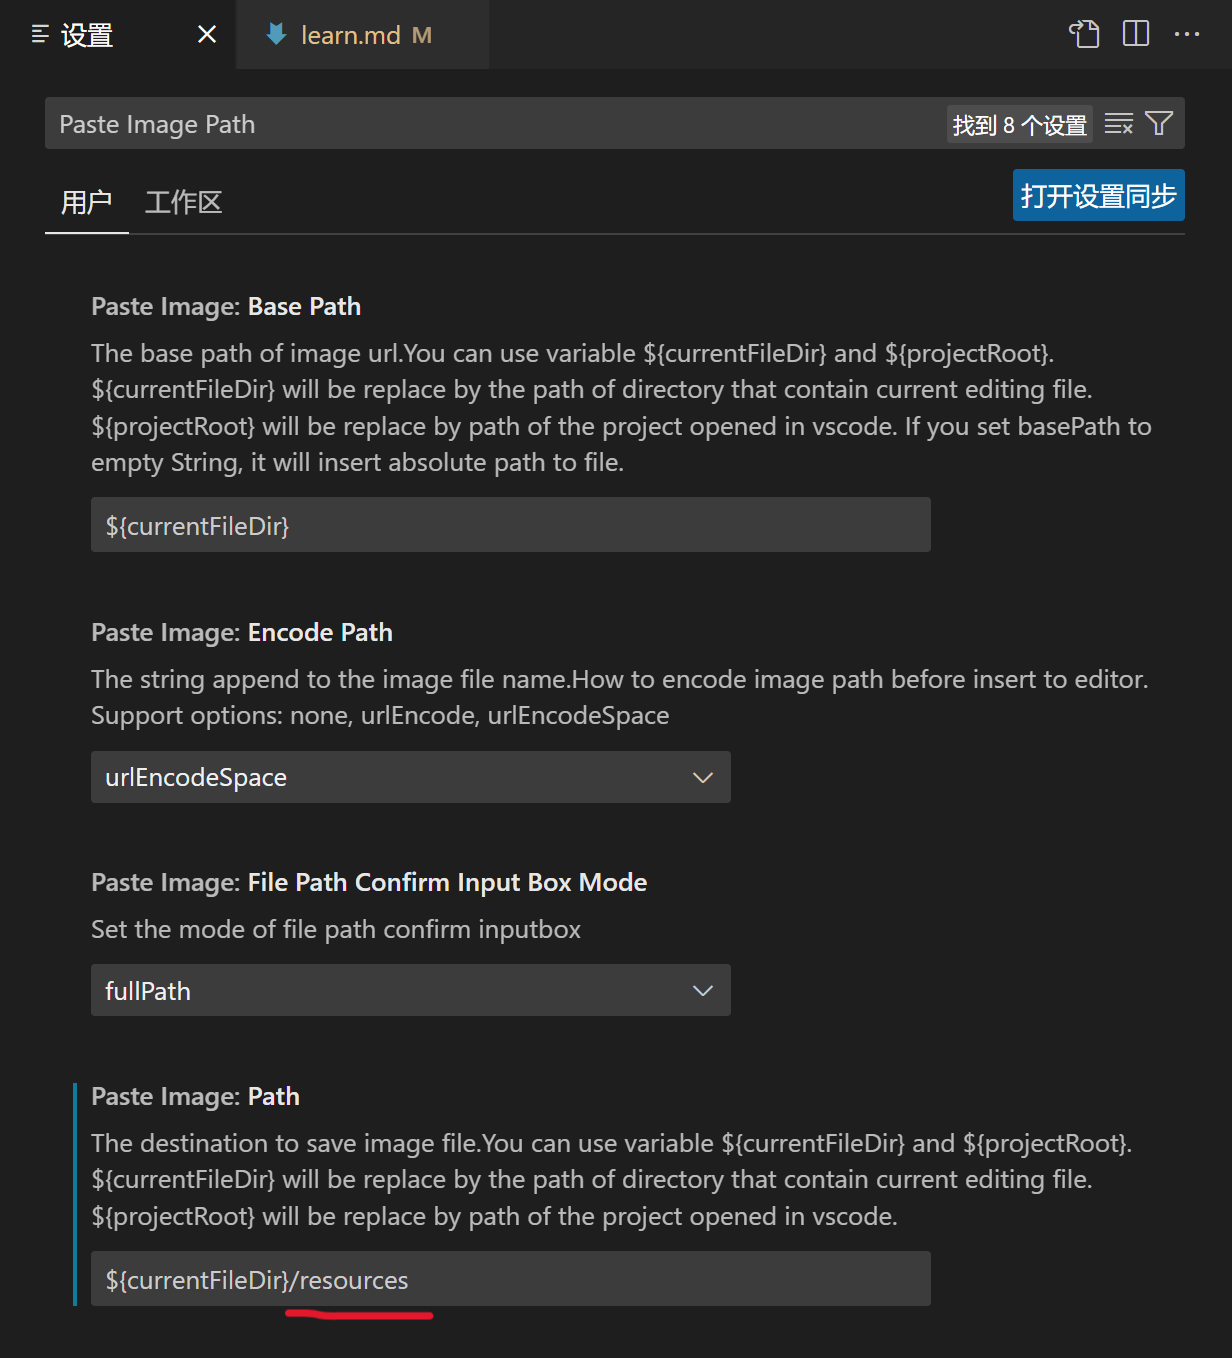 设置
learn.md M
Paste Image Path
找到 8 个设置
用户 工作区
打开设置同步
Paste Image: Base Path
The base path of image url.You can use variable ${currentFileDir} and ${projectRoot}.
${currentFileDir} will be replace by the path of directory that contain current editing file.
${projectRoot} will be replace by path of the project opened in vscode. If you set basePath to
empty String, it will insert absolute path to file.
${currentFileDir}
Paste Image: Encode Path
The string append to the image file name.How to encode image path before insert to editor.
Support options: none, urlEncode, urlEncodeSpace
urlEncodeSpace
Paste Image: File Path Confirm Input Box Mode
Set the mode of file path confirm inputbox
fullPath
Paste Image: Path
The destination to save image file.You can use variable ${currentFileDir} and ${projectRoot}.
${currentFileDir} will be replace by the path of directory that contain current editing file.
${projectRoot} will be replace by path of the project opened in vscode.
${currentFileDir}/resources